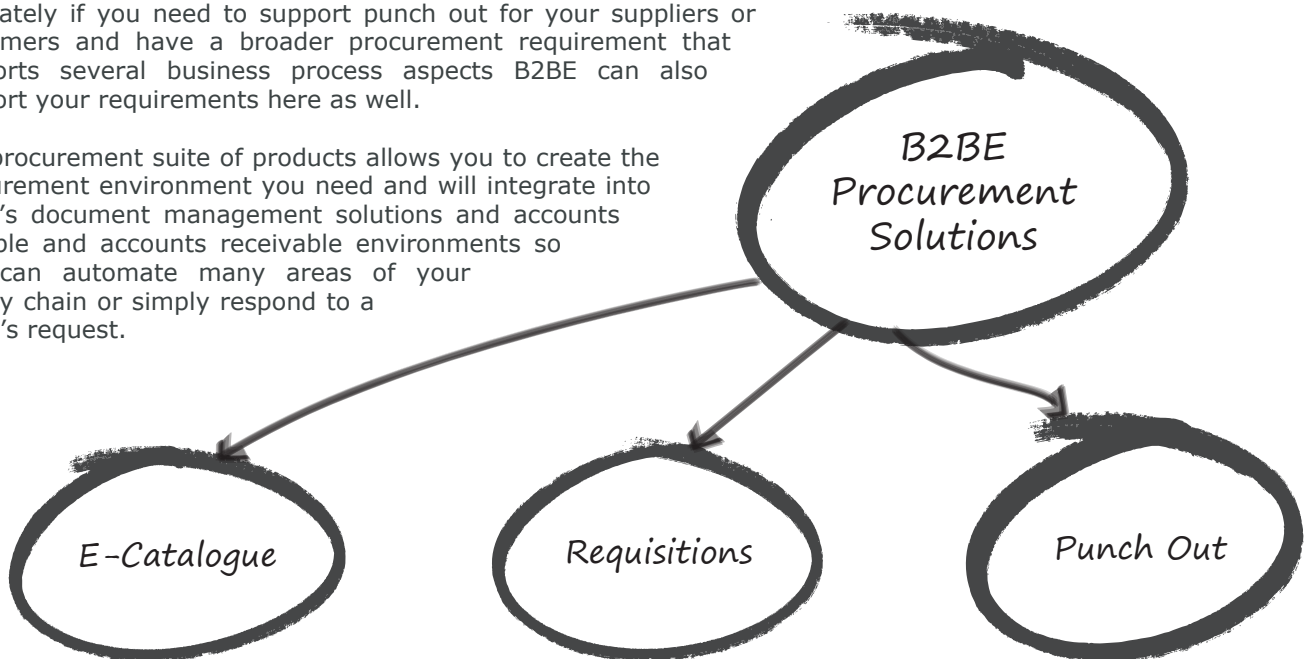 ately if you need to support punch out for your suppliers or
mers and have a broader procurement requirement that
orts several business process aspects B2BE can also
ort your requirements here as well.
procurement suite of products allows you to create the
urement environment you need and will integrate into
’s document management solutions and accounts
ble and accounts receivable environments so
can automate many areas of your
y chain or simply respond to a
’s request.
B2BE
Procurement
Solutions
E-Catalogue
Requisitions
Punch Out